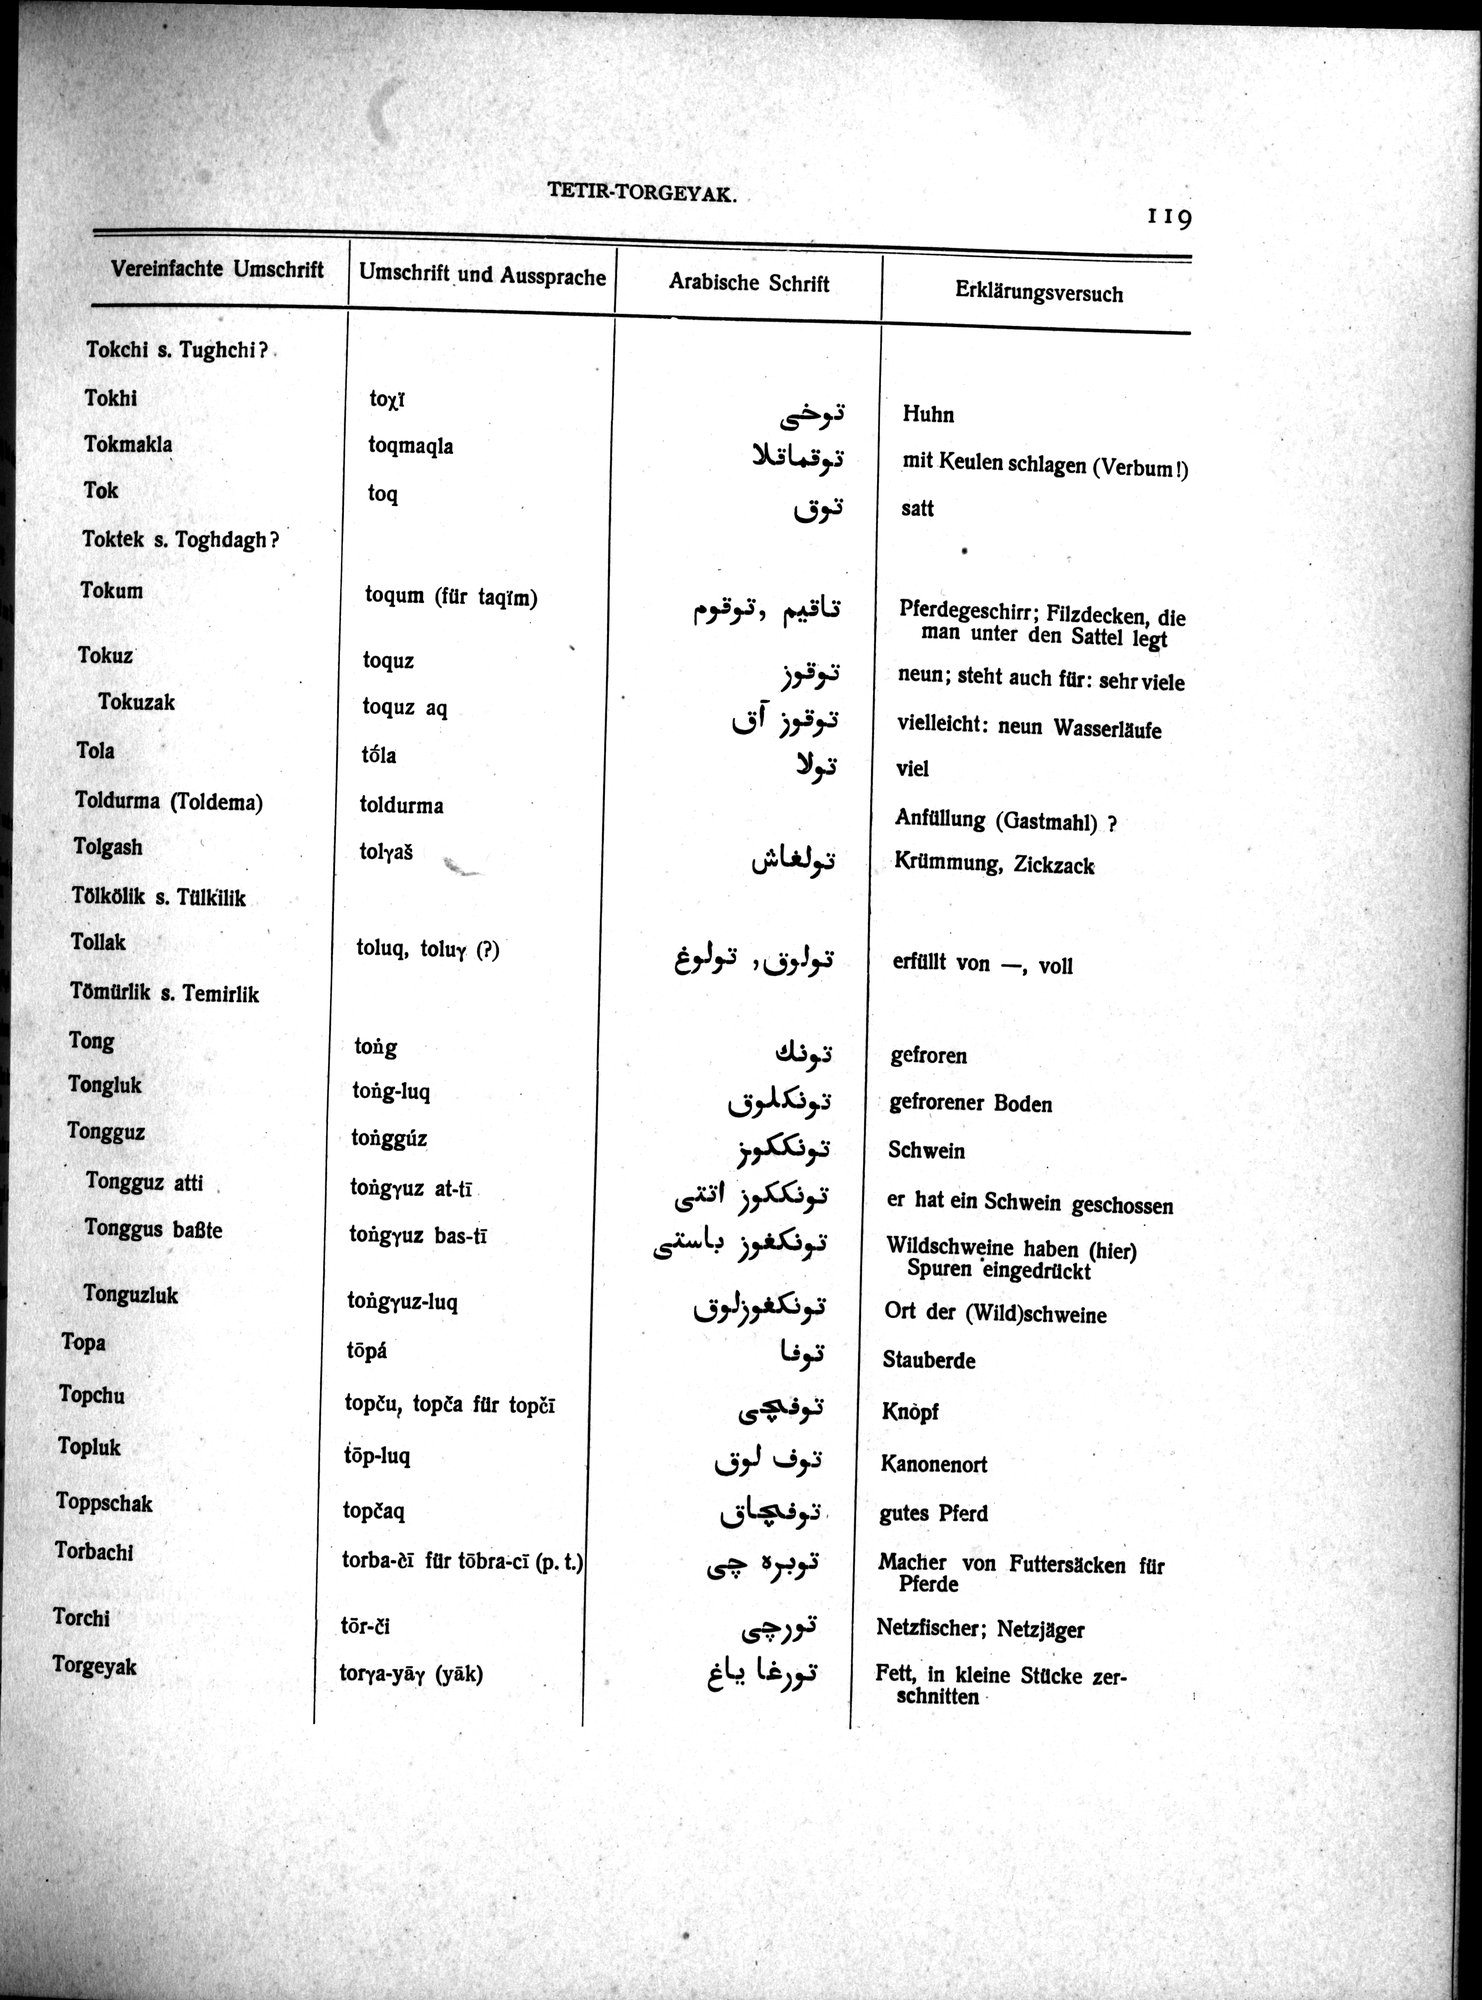 TETIR-TORGEYAK.
119
Vereinfachte Umschrift Umschrift und Aussprache Arabische Schrift Erklärungsversuch
Tokchi s. Tughchi?
Tokhi toχĭ توخى Huhn
Tokmakla toqmaqla توقماقلا mit Keulen schlagen (Verbum!)
Tok toq توق satt
Toktek s. Toghdagh?
Tokum toqum (für taqĭm) تاقيم ,توقوم Pferdegeschirr; Filzdecken, die
man unter den Sattel legt
Tokuz toquz توقوز neun; steht auch für: sehr viele
Tokuzak toquz aq توقوز آق vielleicht: neun Wasserläufe
Tola tṓla تولا viel
Toldurma (Toldema) toldurma Anfüllung (Gastmahl) ?
Tolgash tolγaš تولغاش Krümmung, Zickzack
Tölkölik s. Tülkilik
Tollak toluq, toluγ (?) تولوق, تولوغ erfüllt von —, voll
Tömürlik s. Temirlik
Tong toṅg تونك gefroren
Tongluk toṅg-luq تونكلوق gefrorener Boden
Tongguz toṅggúz تونككوز Schwein
Tongguz atti toṅgγuz at-tī تونككوز اتتى er hat ein Schwein geschossen
Tonggus baßte toṅgγuz bas-tī تونكغوز باستى Wildschweine haben (hier)
Spuren eingedrückt
Tonguzluk toṅgγuz-luq تونكغوزلوق Ort der (Wild)schweine
Topa tōpá توفا Stauberde
Topchu topču, topča für topčī توفچى Knopf
Topluk tōp-luq توف لوق Kanonenort
Toppschak topčaq توفچاق gutes Pferd
Torbachi torba-čī für tōbra-cī (p. t.) توبره چى Macher von Futtersäcken für
Pferde
Torchi tōr-či تورچى Netzfischer; Netzjäger
Torgeyak torγa-yāγ (yāk) تورغا ياغ Fett, in kleine Stücke zer-
schnitten